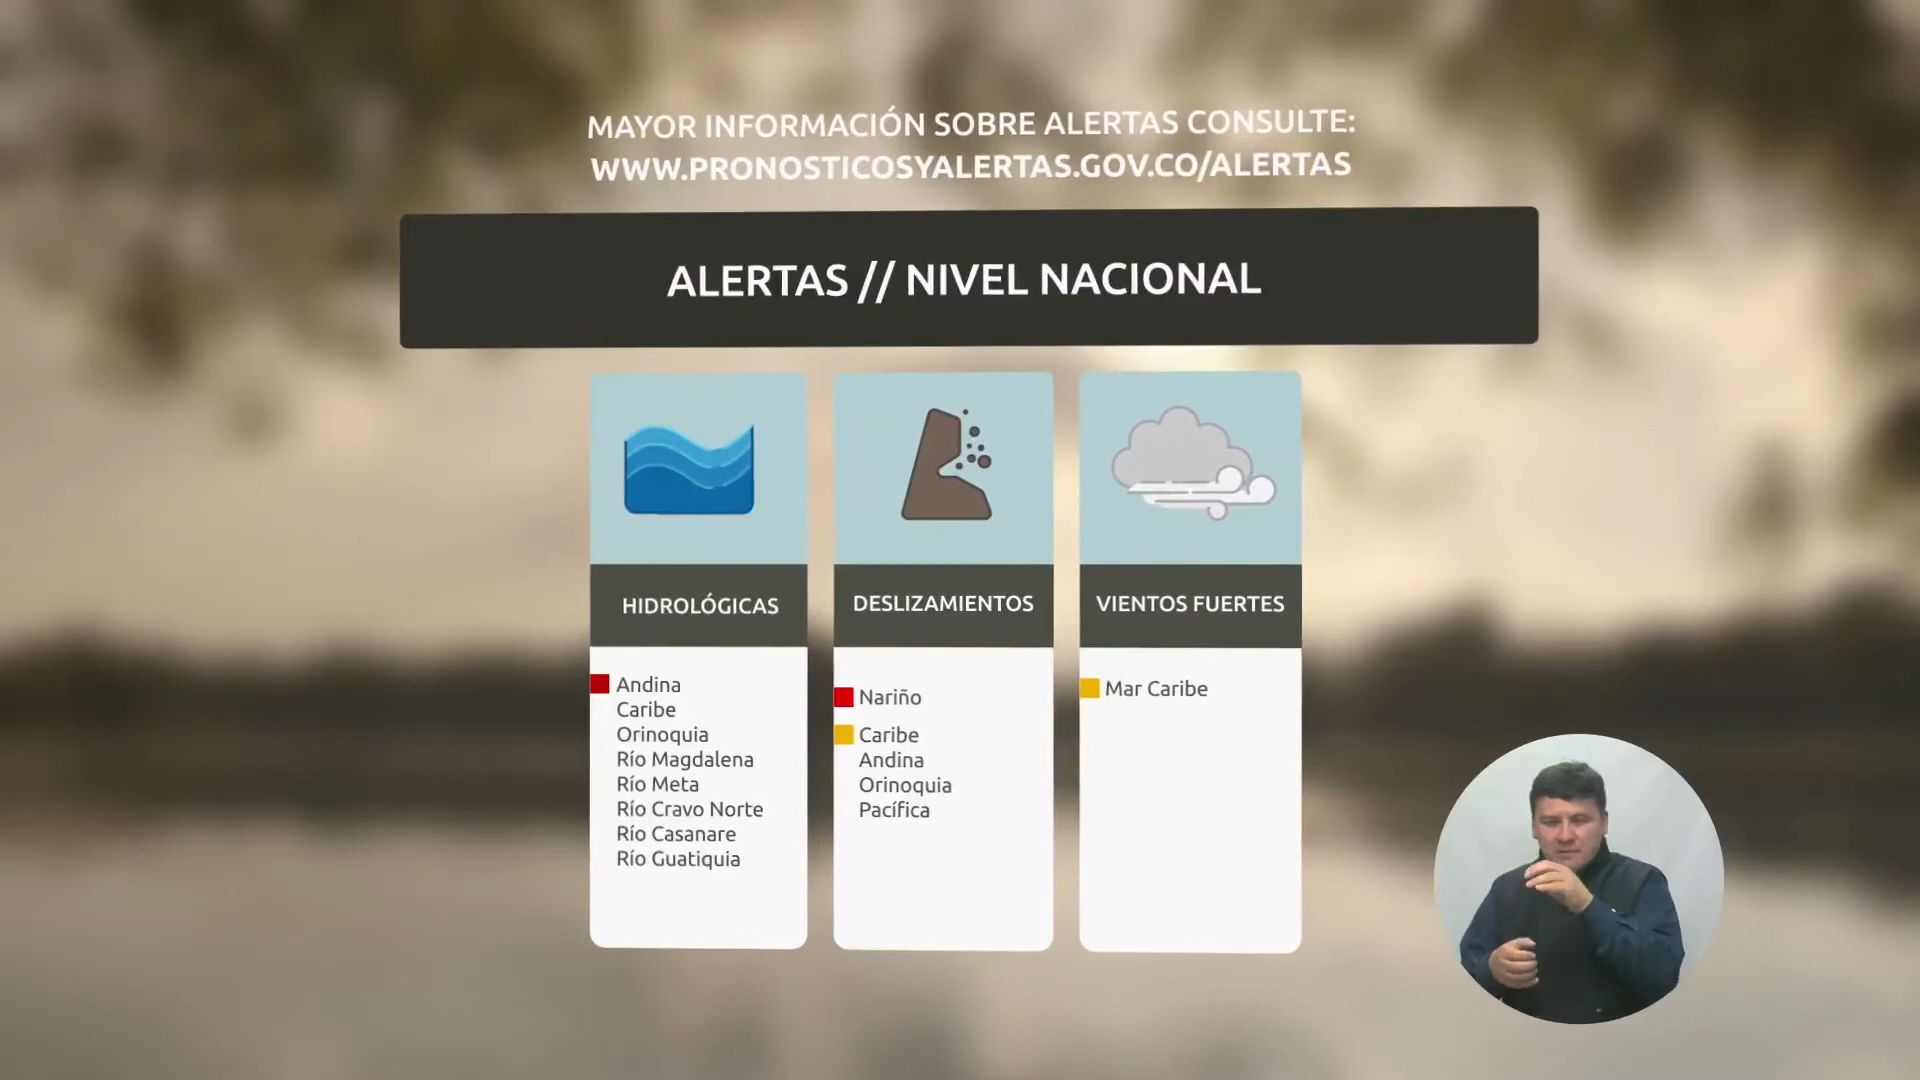 MAYOR INFORMACIÓN SOBRE ALERTAS CONSULTE:
WWW.PRONOSTICOSYALERTAS.GOV.CO/ALERTAS
ALERTAS // NIVEL NACIONAL
HIDROLÓGICAS
Andina
Caribe
Orinoquia
Río Magdalena
Río Meta
Río Cravo Norte
Río Casanare
Río Guatiquia
DESLIZAMIENTOS
Nariño
Caribe
Andina
Orinoquia
Pacífica
VIENTOS FUERTES
Mar Caribe